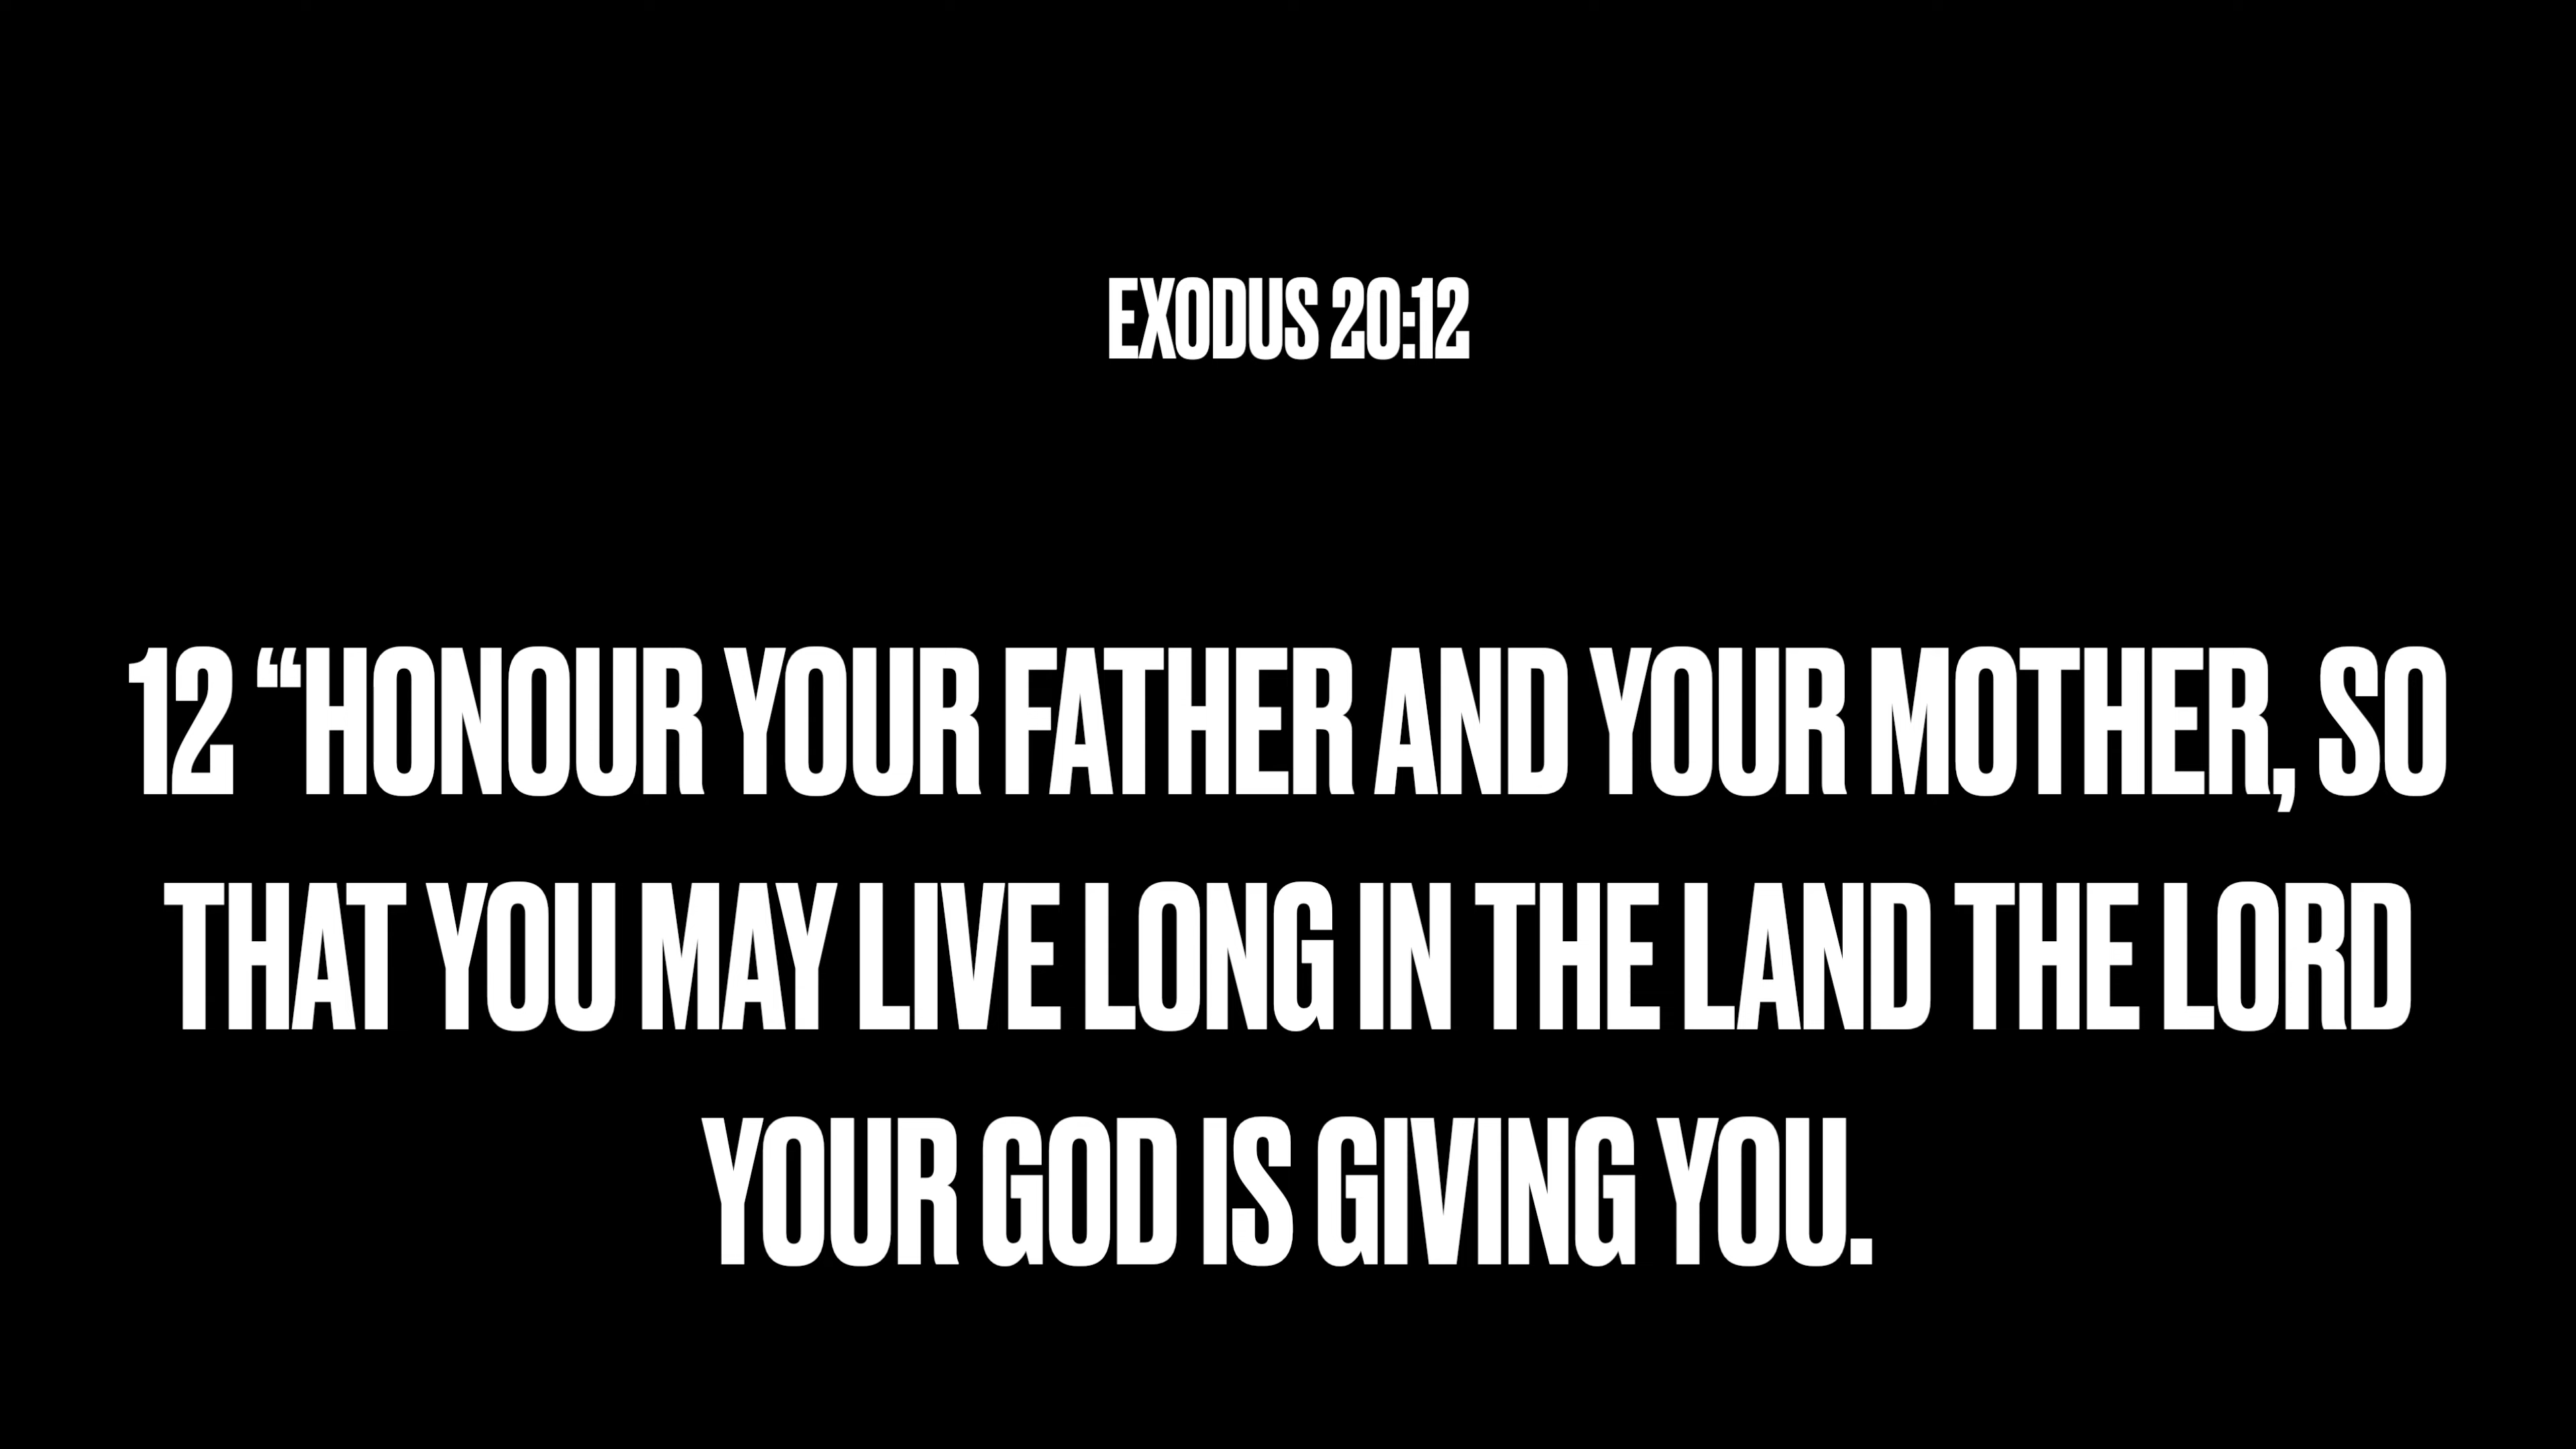 EXODUS 20:12
12 “HONOUR YOUR FATHER AND YOUR MOTHER, SO
THAT YOU MAY LIVE LONG IN THE LAND THE LORD
YOUR GOD IS GIVING YOU.